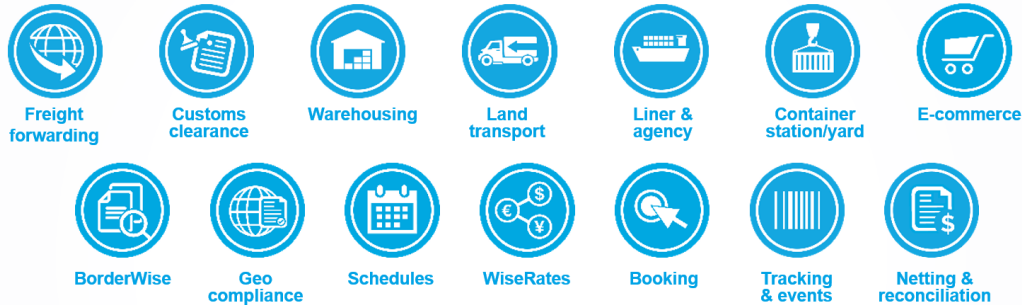 Freight
forwarding
Customs
clearance
Warehousing
Land
transport
Liner &
agency
Container
station/yard
E-commerce
$
€
¥
$
BorderWise
Geo
compliance
Schedules
WiseRates
Booking
Tracking
& events
Netting &
reconciliation